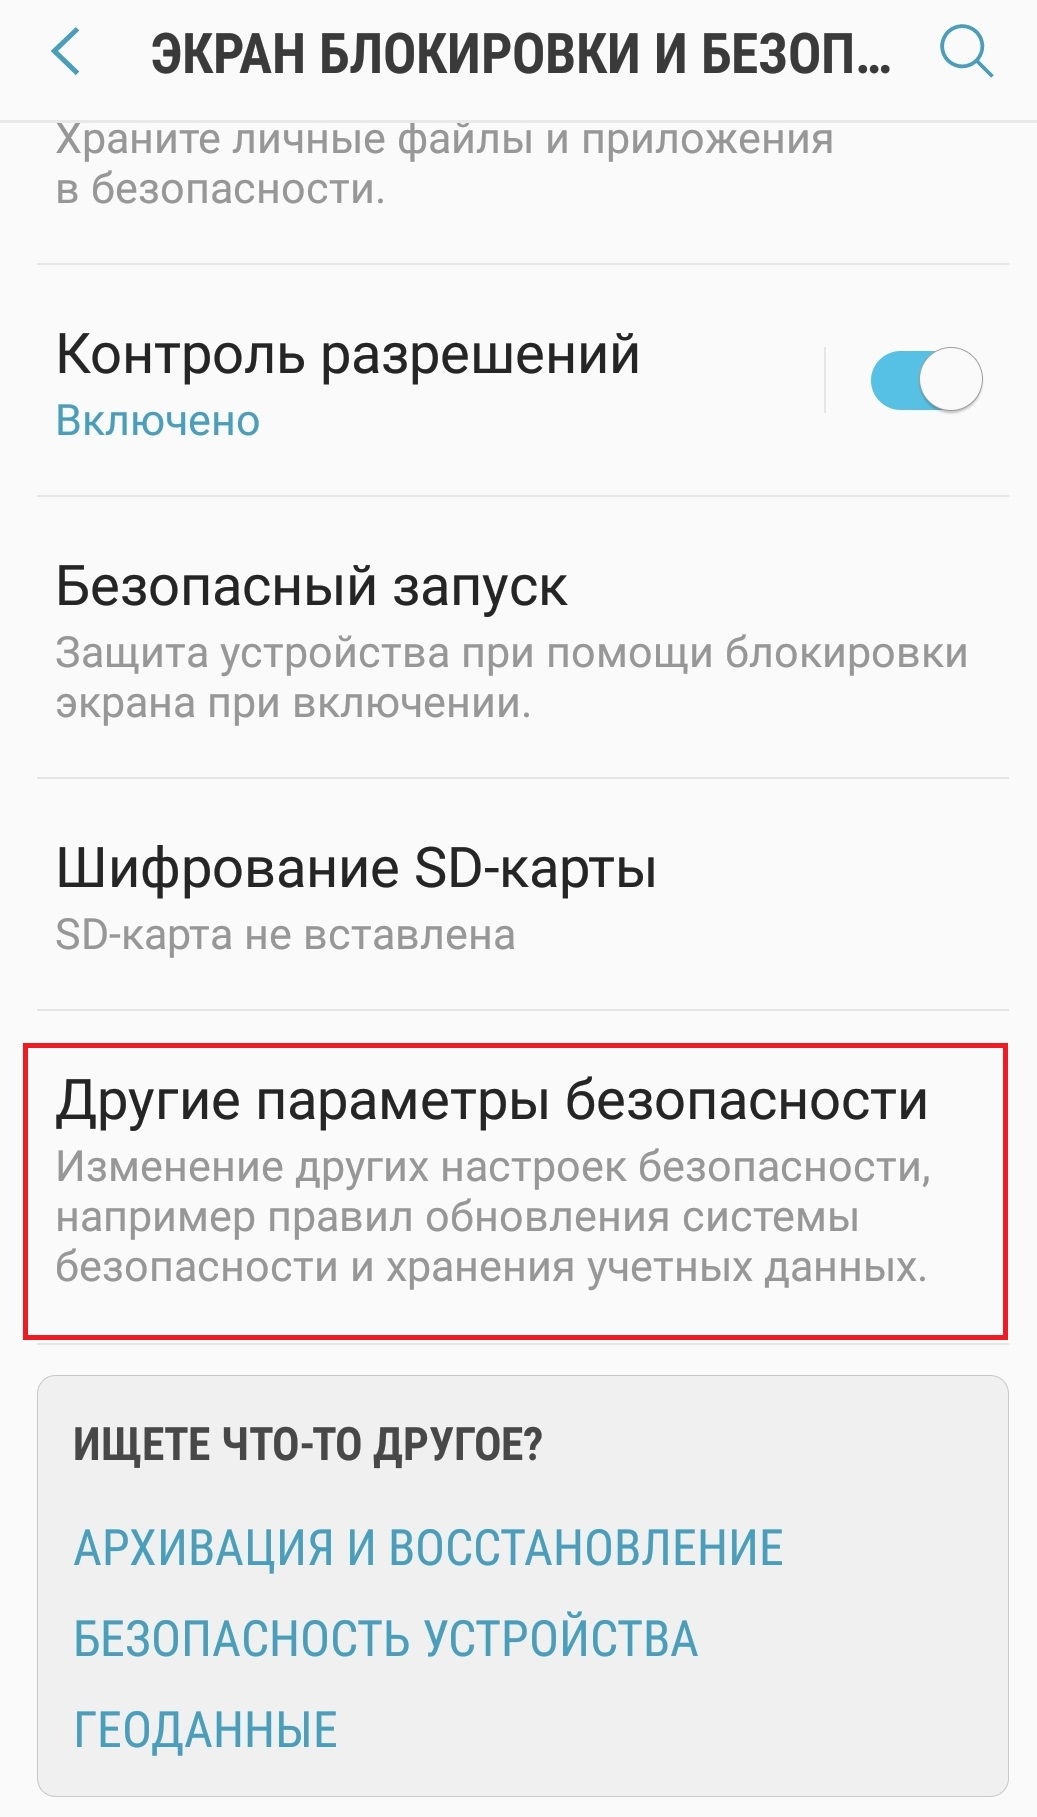 ЭКРАН БЛОКИРОВКИ И БЕЗОП...
Храните личные файлы и приложения
в безопасности.
Контроль разрешений
Включено
Безопасный запуск
Защита устройства при помощи блокировки
экрана при включении.
Шифрование SD-карты
SD-карта не вставлена
Другие параметры безопасности
Изменение других настроек безопасности,
например правил обновления системы
безопасности и хранения учетных данных.
ИЩЕТЕ ЧТО-ТО ДРУГОЕ?
АРХИВАЦИЯ И ВОССТАНОВЛЕНИЕ
БЕЗОПАСНОСТЬ УСТРОЙСТВА
ГЕОДАННЫЕ